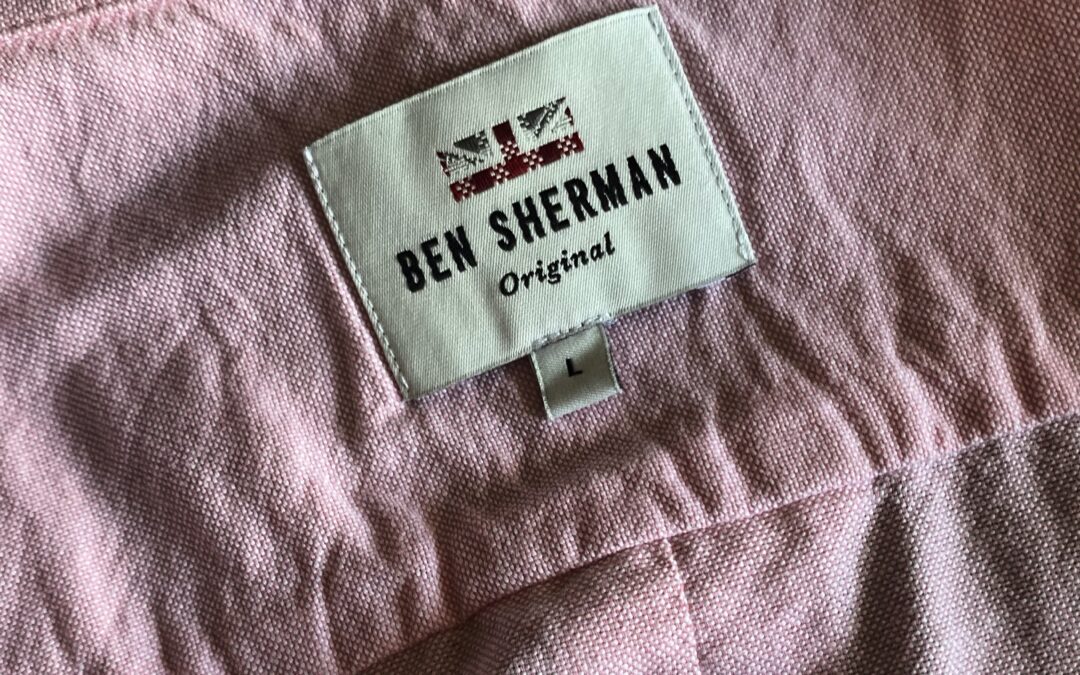 BEN SHERMAN
Original
L